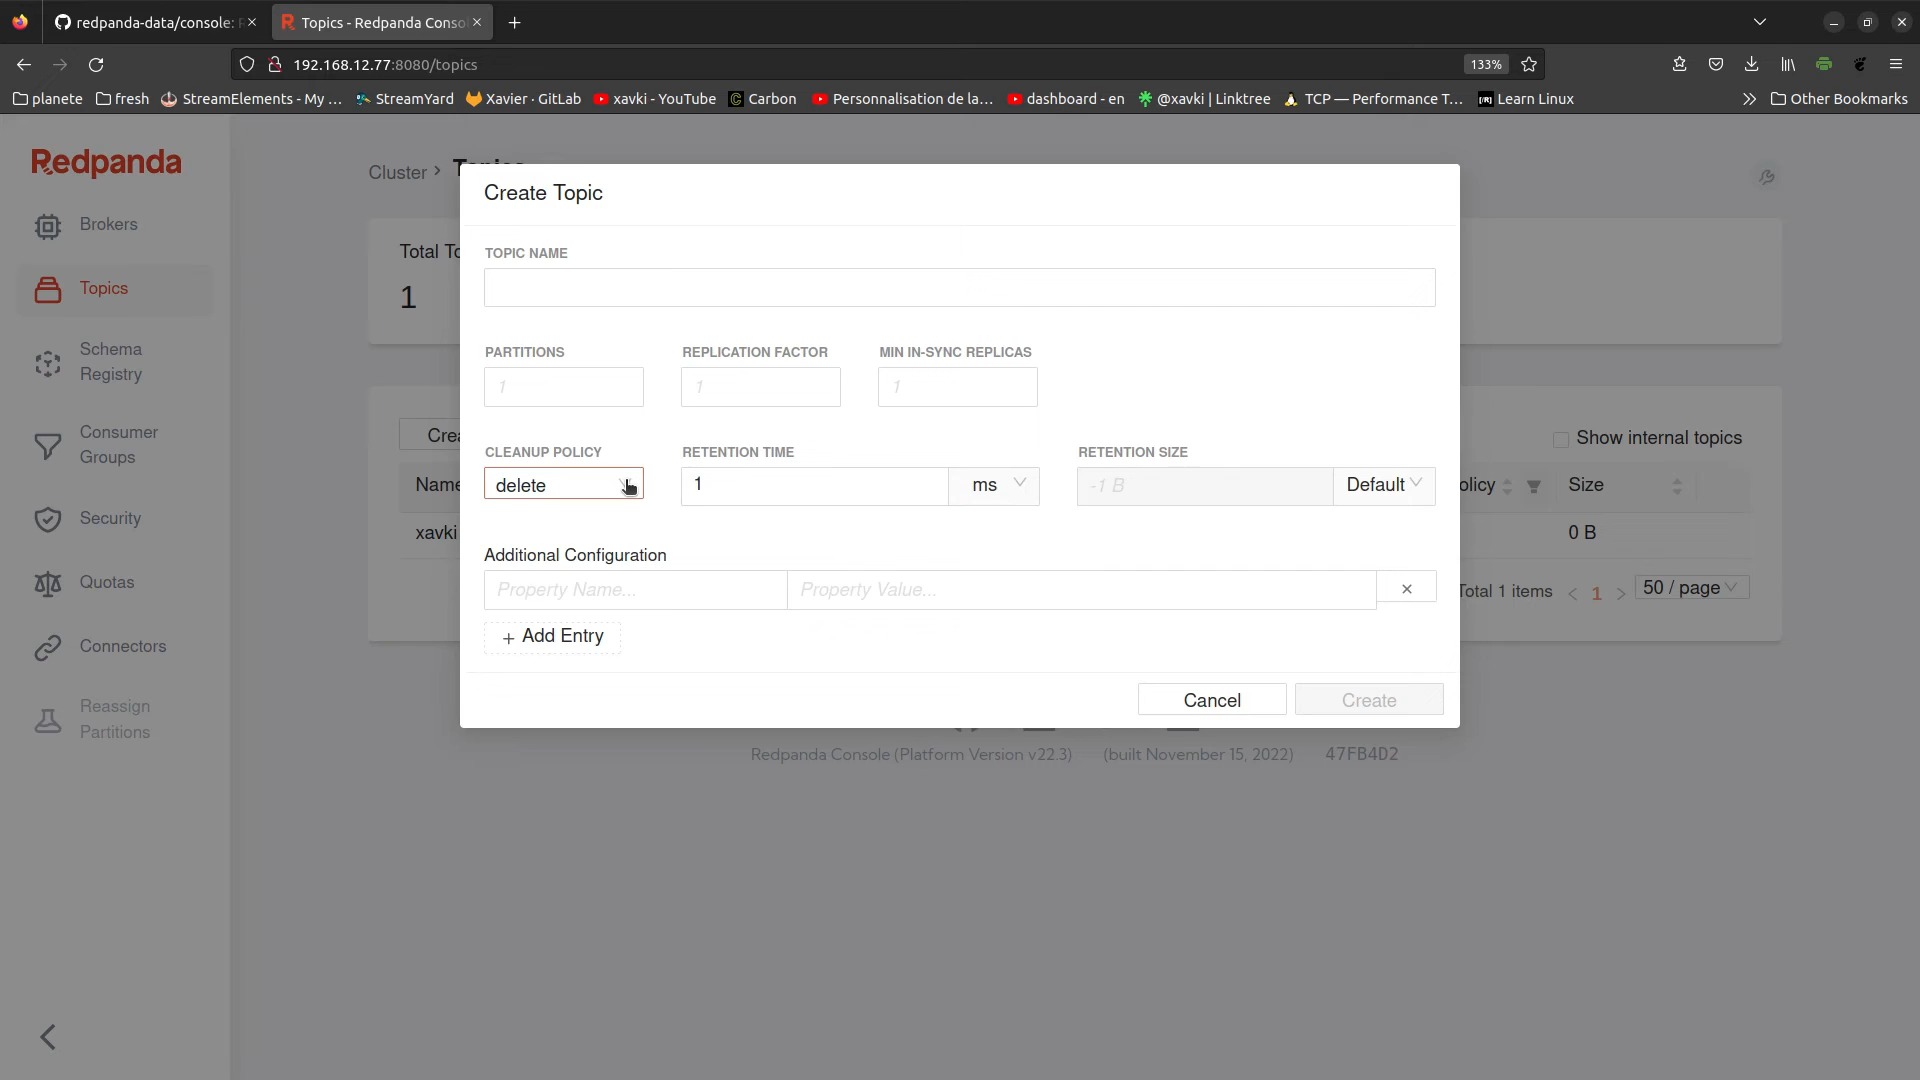 redpanda-data/console: R
Topics - Redpanda Conso
192.168.12.77:8080/topics
133%
planete
fresh
StreamElements - My ...
StreamYard
Xavier · GitLab
xavki - YouTube
Carbon
Personnalisation de la...
dashboard - en
@xavki | Linktree
TCP — Performance T...
Learn Linux
Other Bookmarks
Redpanda
Brokers
Topics
Schema
Registry
Consumer
Groups
Security
Quotas
Connectors
Reassign
Partitions
Cluster > Topics
Total To
1
Crea
Name
xavki
Show internal topics
olicy
Size
0 B
Total 1 items < 1 > 50 / page
Create Topic
TOPIC NAME
PARTITIONS REPLICATION FACTOR MIN IN-SYNC REPLICAS
1 1 1
CLEANUP POLICY RETENTION TIME RETENTION SIZE
delete 1 ms -1 B Default
Additional Configuration
Property Name... Property Value...
+ Add Entry
Cancel Create
Redpanda Console (Platform Version v22.3) (built November 15, 2022) 47FB4D2